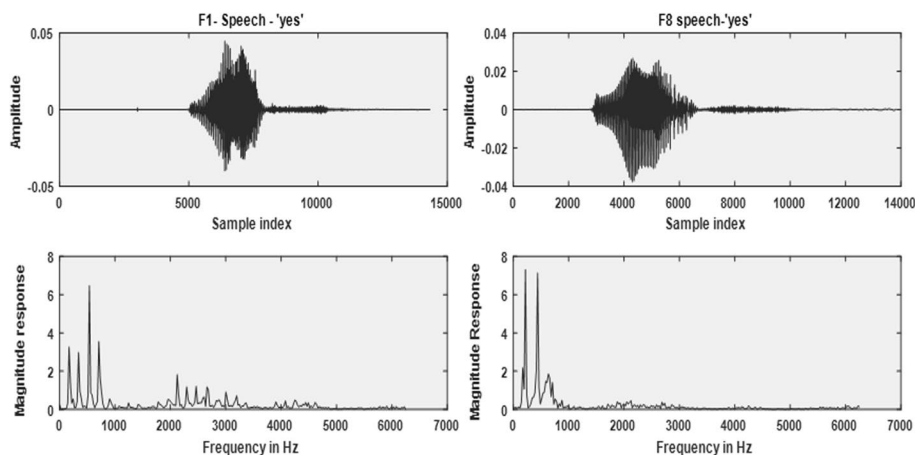 F1- Speech - 'yes'
0.05
0
-0.05
Amplitude
0 5000 10000 15000
Sample index
F8 speech-'yes'
0.04
0.02
0
-0.02
-0.04
Amplitude
0 2000 4000 6000 8000 10000 12000 14000
Sample index
8
6
4
2
0
Magnitude response
0 1000 2000 3000 4000 5000 6000 7000
Frequency in Hz
8
6
4
2
0
Magnitude Response
0 1000 2000 3000 4000 5000 6000 7000
Frequency in Hz